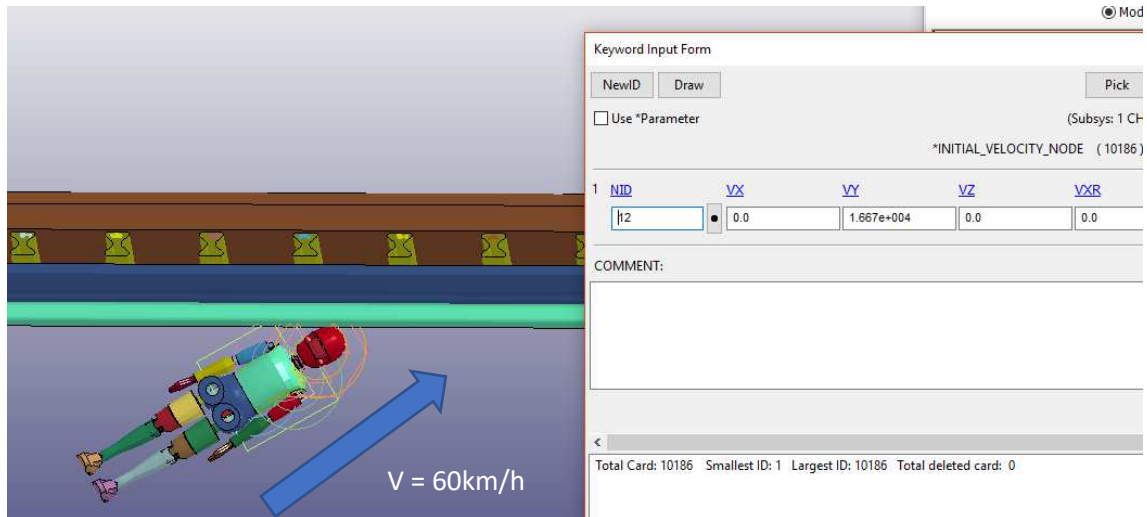 Mod
Keyword Input Form
NewID Draw Pick
Use *Parameter (Subsys: 1 CH
*INITIAL_VELOCITY_NODE ( 10186 )
1 NID VX VY VZ VXR
12 0.0 1.667e+004 0.0 0.0
COMMENT:
V = 60km/h
Total Card: 10186 Smallest ID: 1 Largest ID: 10186 Total deleted card: 0